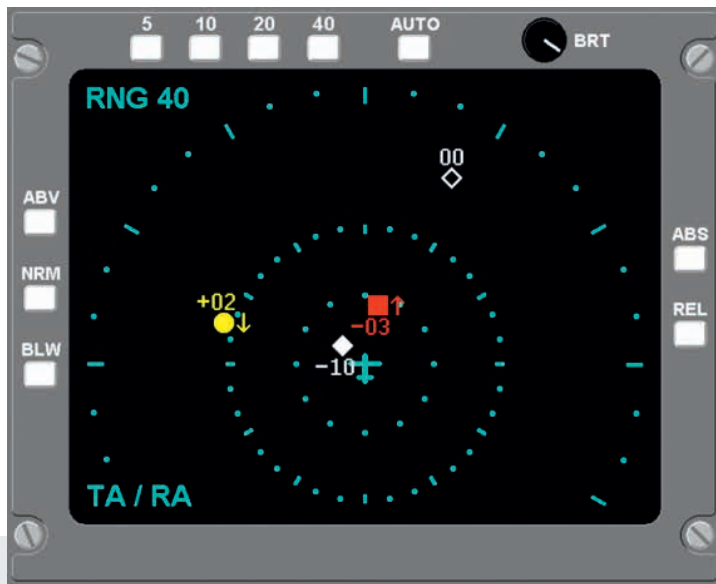 5 10 20 40 AUTO
BRT
RNG 40
00
ABV
ABS
NRM
+02 ↓
↑
-03
REL
BLW
-10
TA / RA